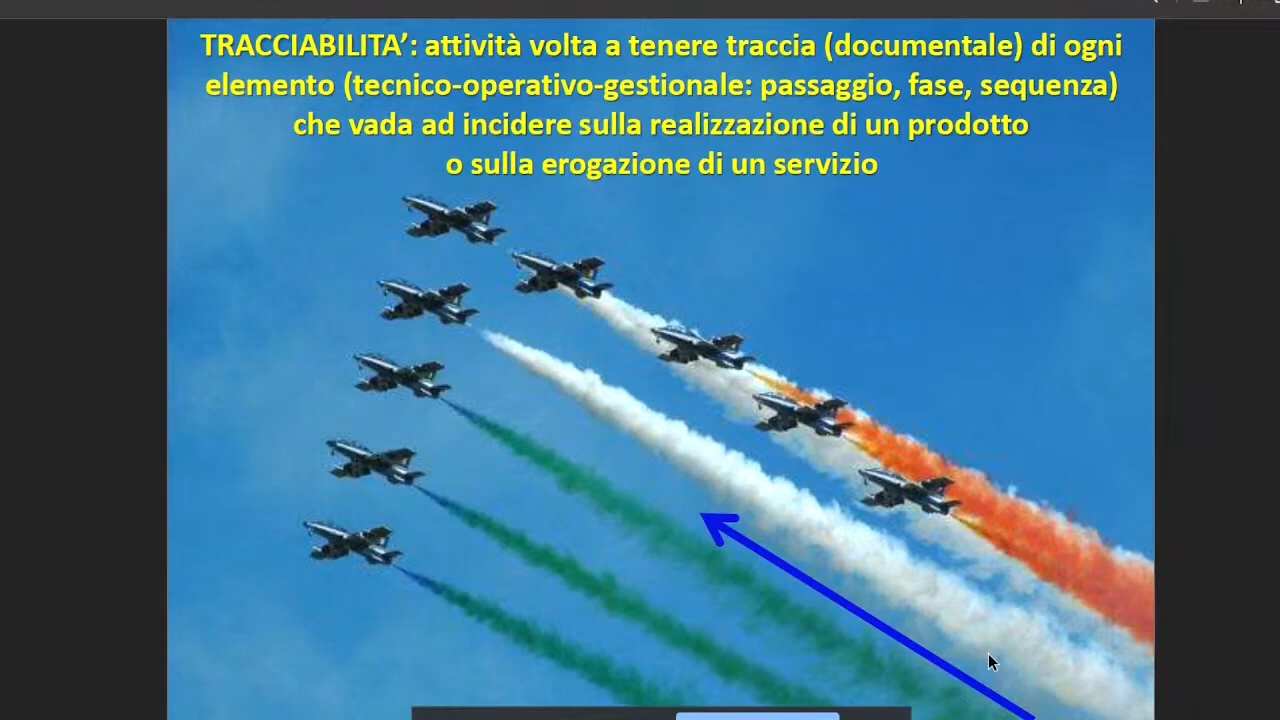 TRACCIABILITA’: attività volta a tenere traccia (documentale) di ogni
elemento (tecnico-operativo-gestionale: passaggio, fase, sequenza)
che vada ad incidere sulla realizzazione di un prodotto
o sulla erogazione di un servizio